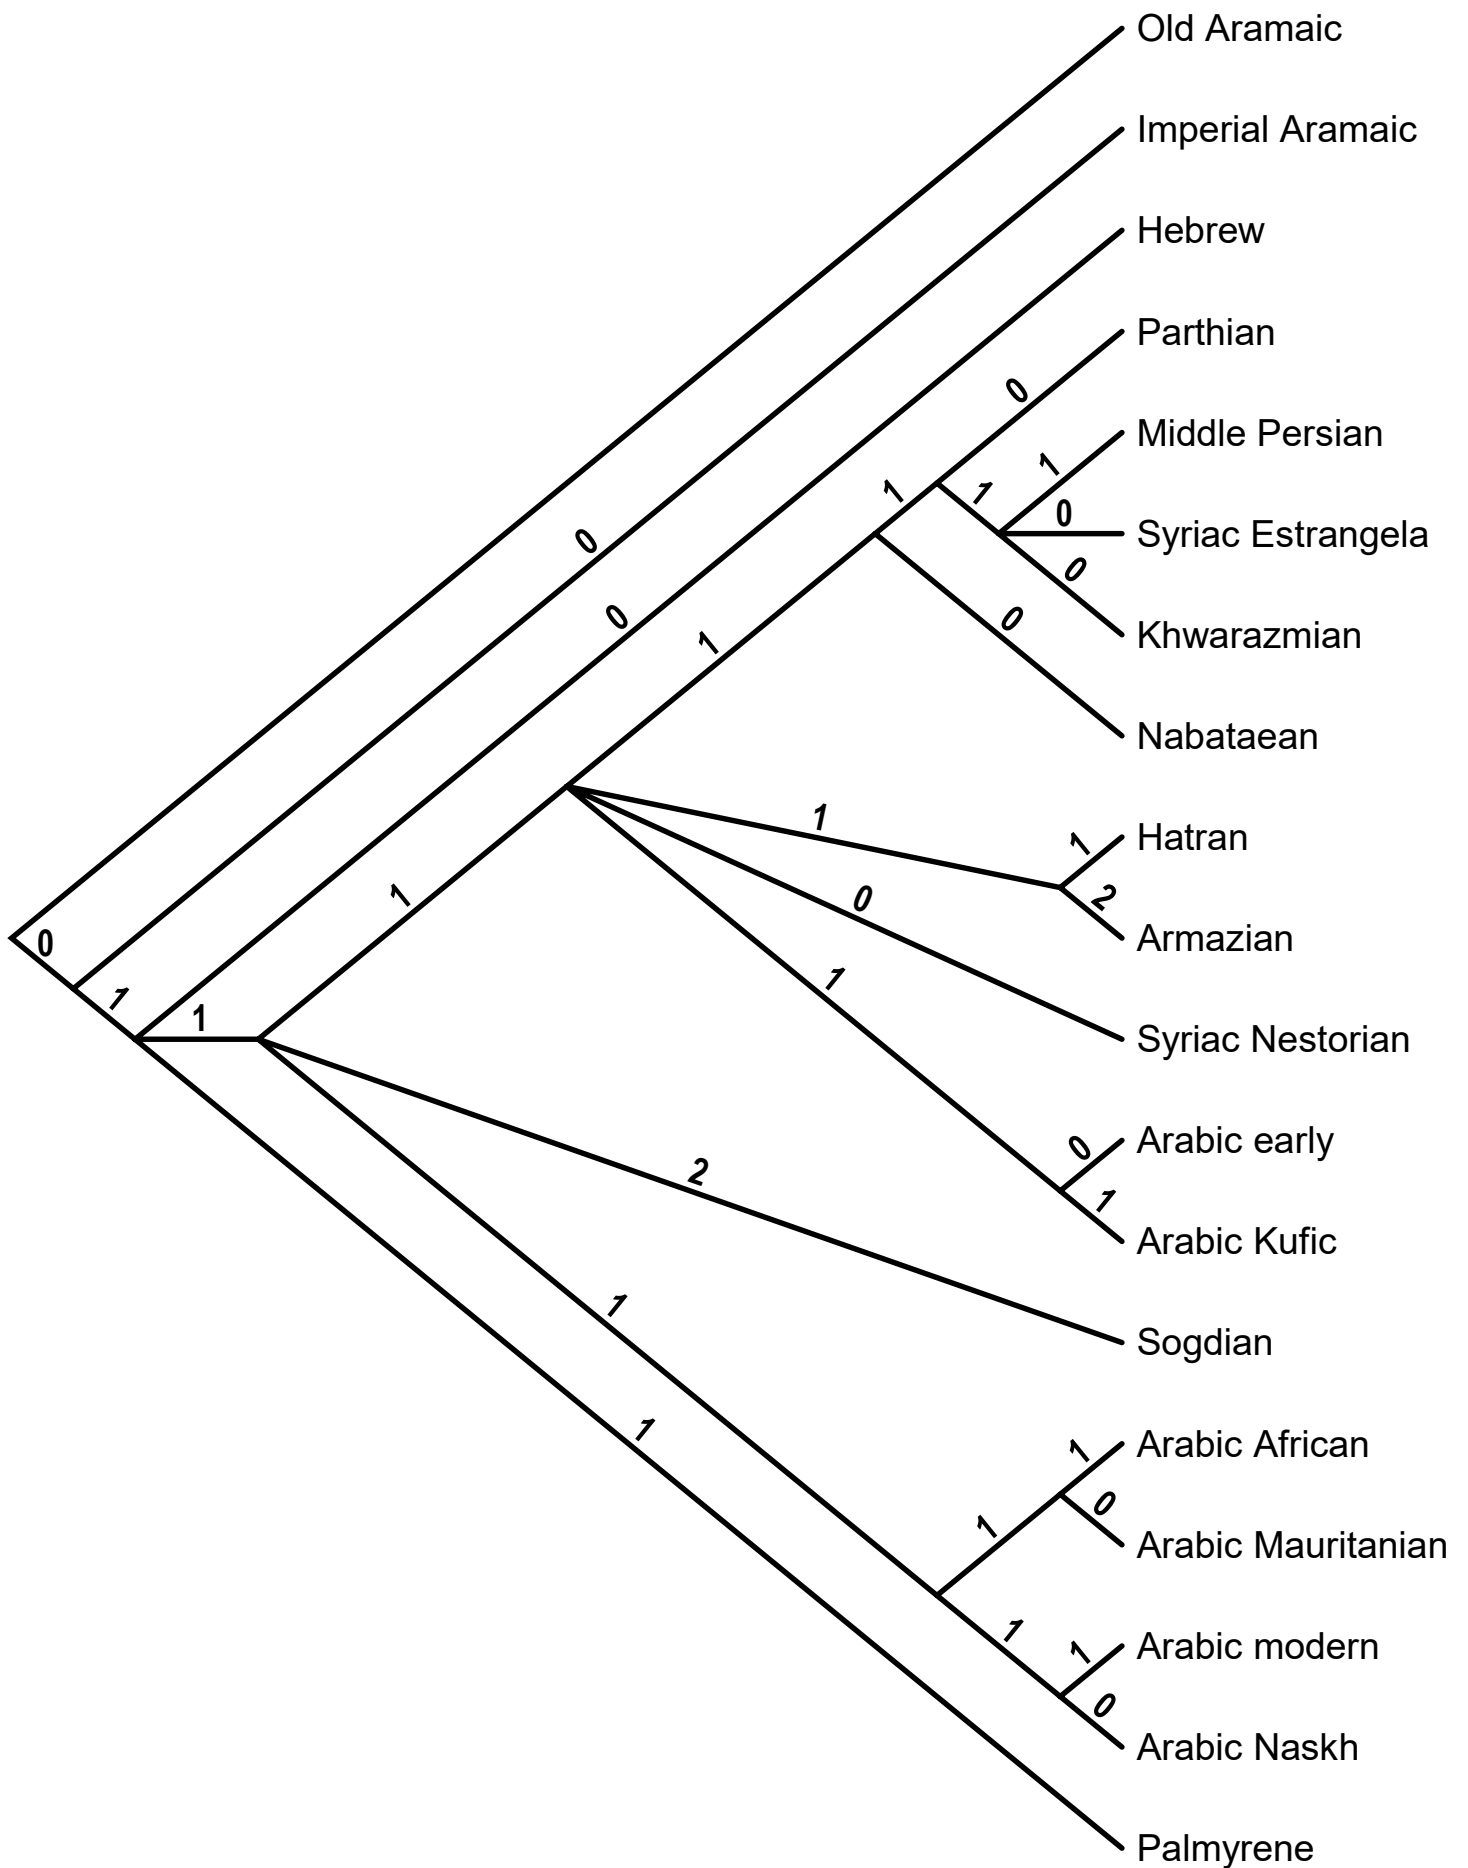 Old Aramaic
Imperial Aramaic
Hebrew
Parthian
0
Middle Persian
1
1
1
0
Syriac Estrangela
0
0
Khwarazmian
0
0
1
Nabataean
1
1
Hatran
2
1
0
Armazian
0
1
1
1
Syriac Nestorian
0
Arabic early
2
1
Arabic Kufic
1
Sogdian
1
1
Arabic African
0
1
Arabic Mauritanian
1
1
Arabic modern
0
Arabic Naskh
Palmyrene